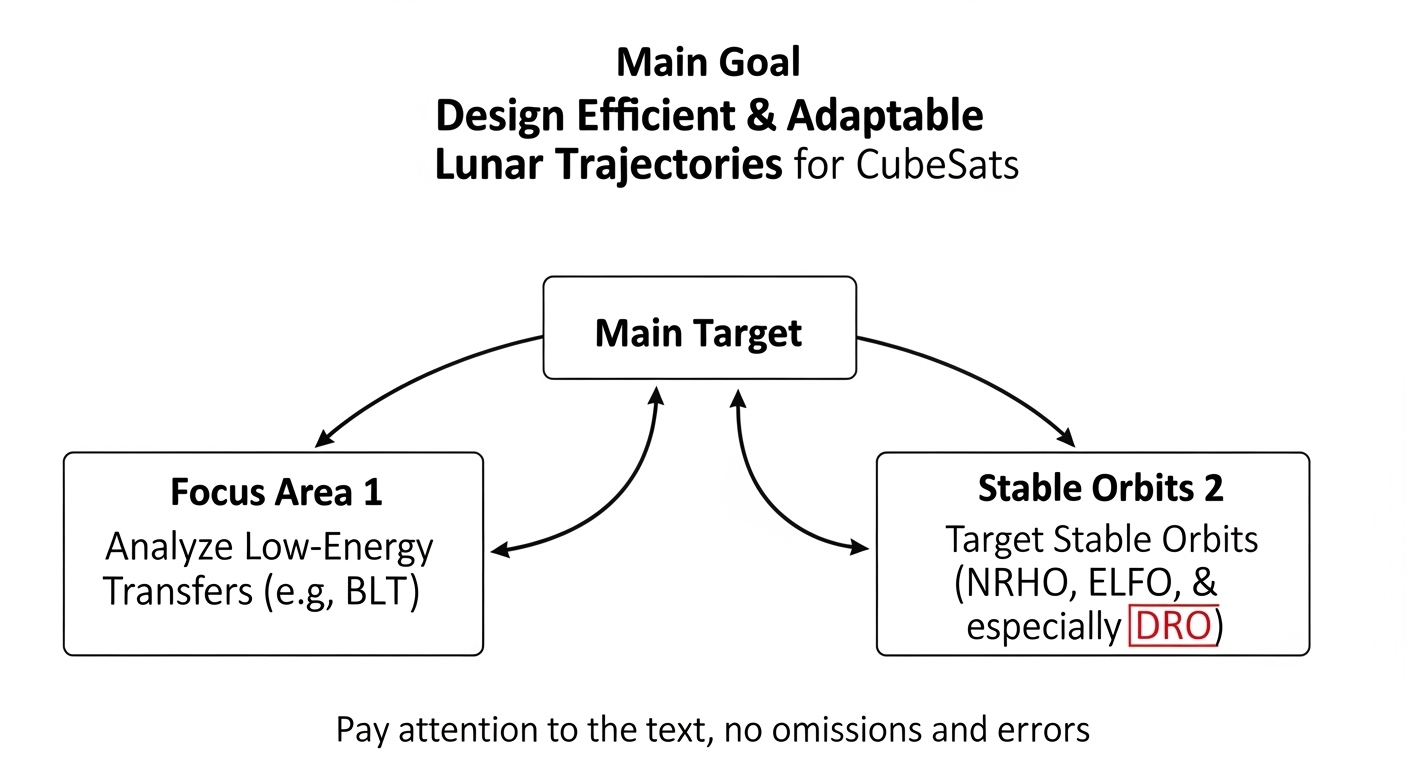 Main Goal
Design Efficient & Adaptable
Lunar Trajectories for CubeSats
Main Target
Focus Area 1
Analyze Low-Energy
Transfers (e.g, BLT)
Stable Orbits 2
Target Stable Orbits
(NRHO, ELFO, &
especially DRO)
Pay attention to the text, no omissions and errors